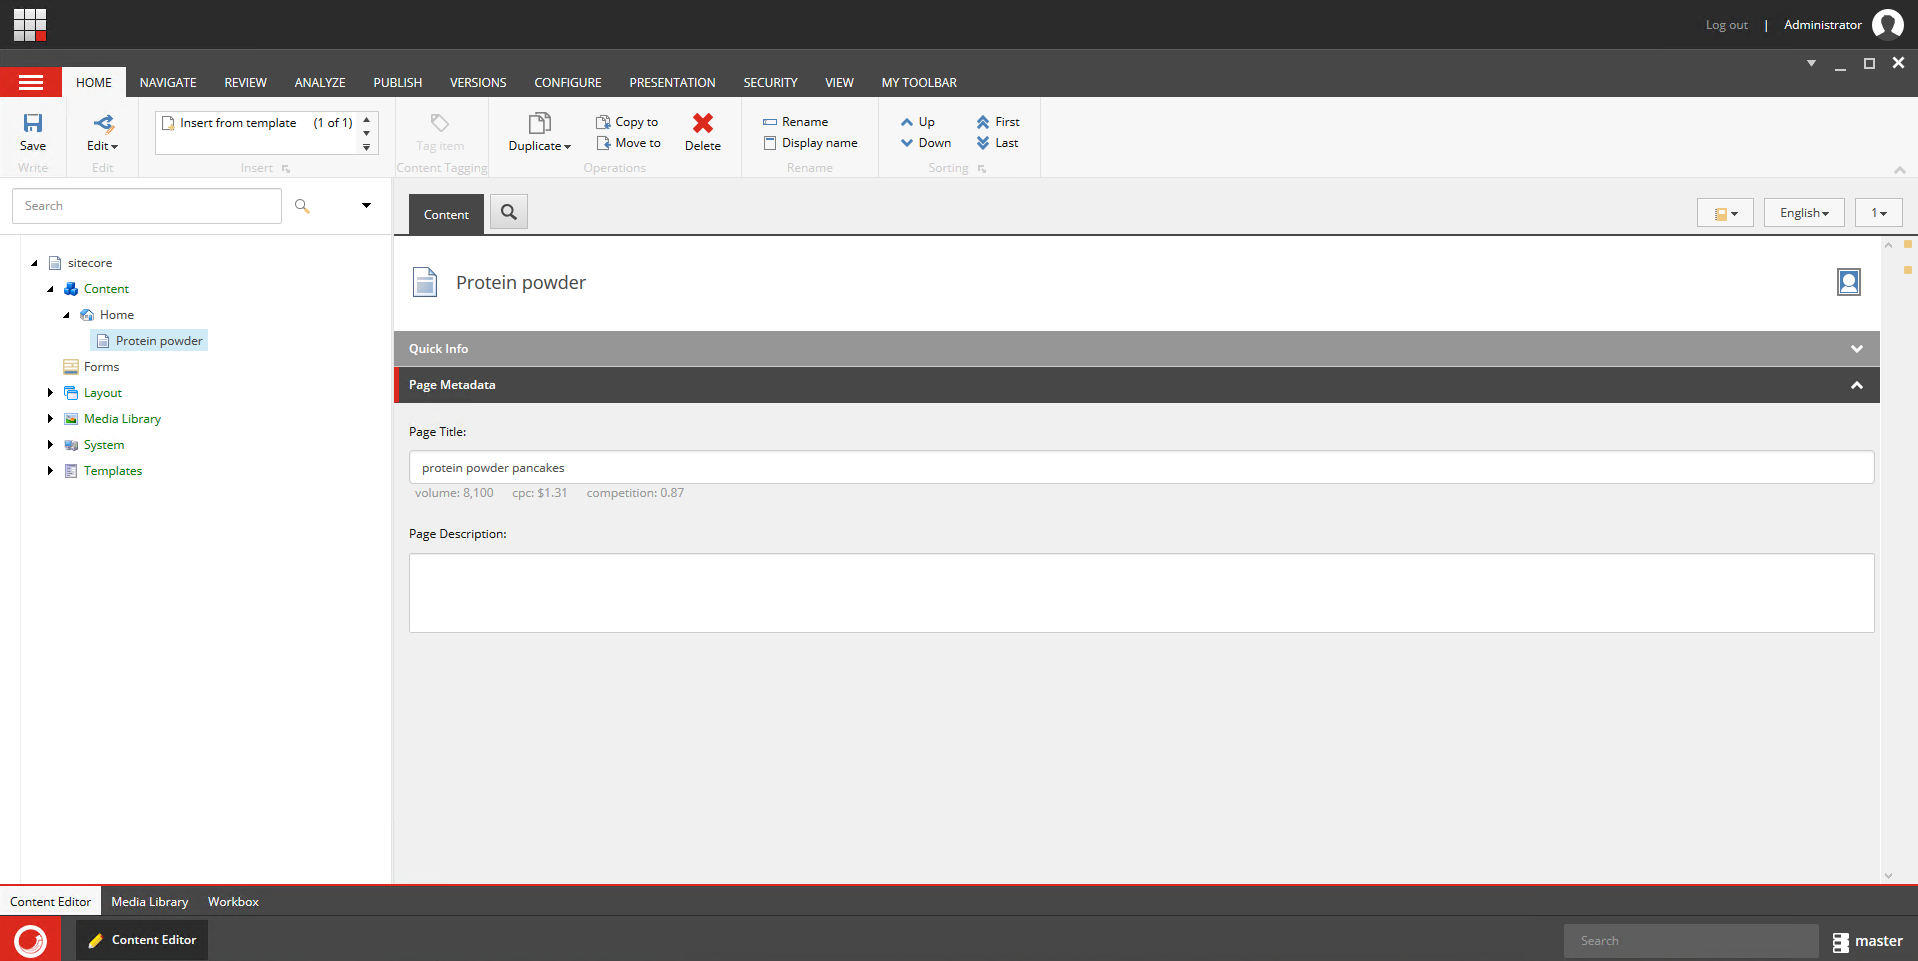 Log out | Administrator
HOME NAVIGATE REVIEW ANALYZE PUBLISH VERSIONS CONFIGURE PRESENTATION SECURITY VIEW MY TOOLBAR
Insert from template (1 of 1)
Save
Edit
Tag item
Duplicate
Copy to
Move to
Delete
Rename
Display name
Up
Down
First
Last
Write
Edit
Insert
Content Tagging
Operations
Rename
Sorting
Search
sitecore
Content
Home
Protein powder
Forms
Layout
Media Library
System
Templates
Content
English
1
Protein powder
Quick Info
Page Metadata
Page Title:
protein powder pancakes
volume: 8,100 cpc: $1.31 competition: 0.87
Page Description:
Content Editor Media Library Workbox
Content Editor
Search
master